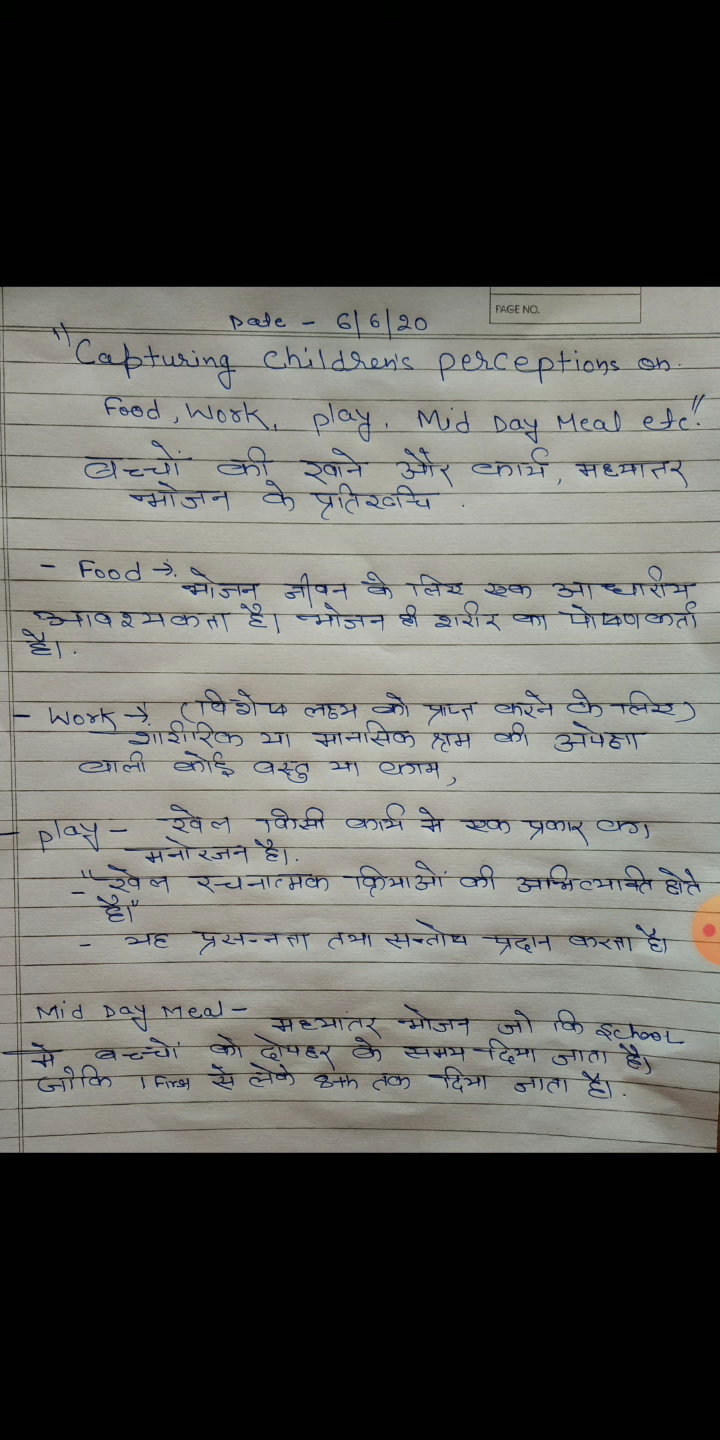 PAGE NO.
Date - 6/6/20
"Capturing Children's perceptions on
Food, Work, play, Mid Day Meal etc."
बच्चों की खाने और कार्य, मध्यातर
भोजन के प्रति रूचि .
- Food → भोजन जीवन के लिए एक आधारीय
आवश्यकता है। भोजन ही शरीर का पोषणकर्ता
है।.
- Work → (विशेष लक्ष्य को प्राप्त करने के लिए)
शारीरिक या मानसिक श्रम की अपेक्षा
वाली कोई वस्तु या काम,
- play - खेल किसी कार्य मे एक प्रकार का
मनोरजन है।.
- "खेल रचनात्मक क्रियाओं की अभिव्यक्ति होते
है।"
- यह प्रसन्नता तथा सन्तोष प्रदान करता है।
Mid Day Meal - मध्यांतर भोजन जो कि School
मे बच्चों को दोपहर के समय दिया जाता है।
जोकि 1 First से लेके 8th तक दिया जाता है।.